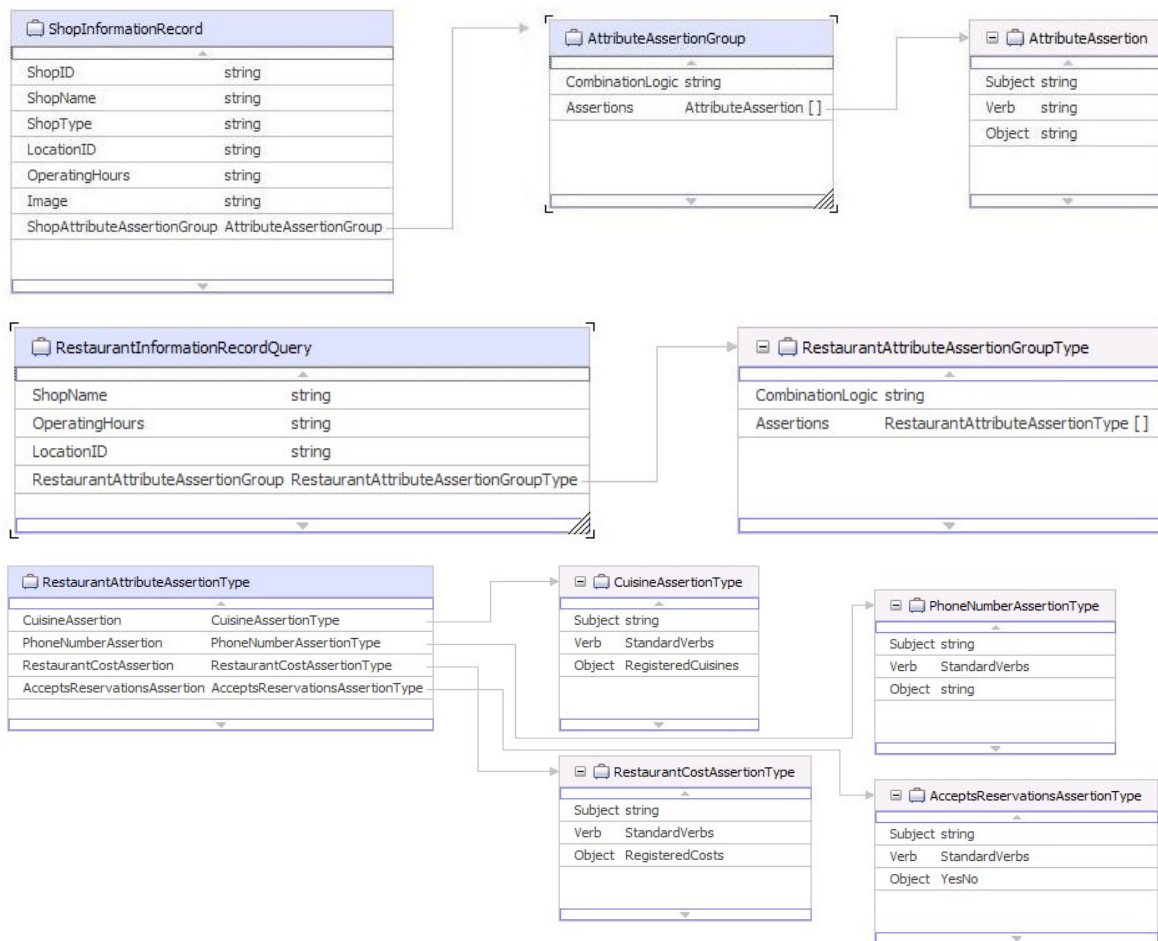 ShopInformationRecord
ShopID string
ShopName string
ShopType string
LocationID string
OperatingHours string
Image string
ShopAttributeAssertionGroup AttributeAssertionGroup
AttributeAssertionGroup
CombinationLogic string
Assertions AttributeAssertion []
AttributeAssertion
Subject string
Verb string
Object string
RestaurantInformationRecordQuery
ShopName string
OperatingHours string
LocationID string
RestaurantAttributeAssertionGroup RestaurantAttributeAssertionGroupType
RestaurantAttributeAssertionGroupType
CombinationLogic string
Assertions RestaurantAttributeAssertionType []
RestaurantAttributeAssertionType
CuisineAssertion CuisineAssertionType
PhoneNumberAssertion PhoneNumberAssertionType
RestaurantCostAssertion RestaurantCostAssertionType
AcceptsReservationsAssertion AcceptsReservationsAssertionType
CuisineAssertionType
Subject string
Verb StandardVerbs
Object RegisteredCuisines
PhoneNumberAssertionType
Subject string
Verb StandardVerbs
Object string
RestaurantCostAssertionType
Subject string
Verb StandardVerbs
Object RegisteredCosts
AcceptsReservationsAssertionType
Subject string
Verb StandardVerbs
Object YesNo